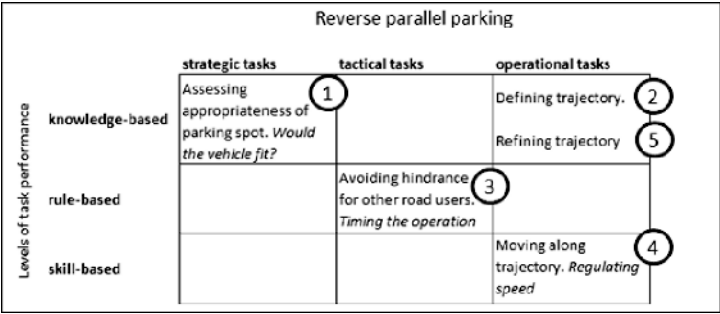 Reverse parallel parking
strategic tasks
tactical tasks
operational tasks
Levels of task performance
knowledge-based
Assessing
appropriateness of
parking spot. Would
the vehicle fit?
1
Defining trajectory.
2
Refining trajectory
5
rule-based
Avoiding hindrance
for other road users.
Timing the operation
3
skill-based
Moving along
trajectory. Regulating
speed
4